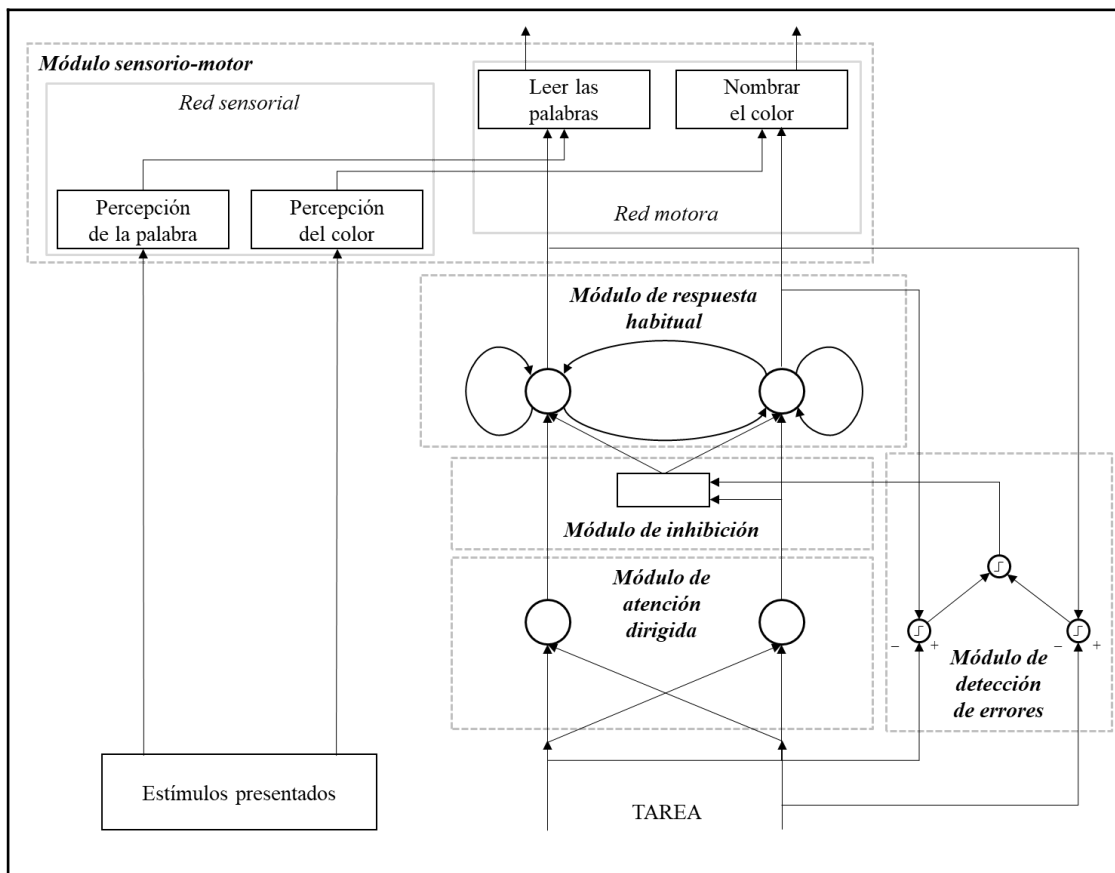 Módulo sensorio-motor
Red sensorial
Leer las
palabras
Nombrar
el color
Percepción
de la palabra
Percepción
del color
Red motora
Módulo de respuesta
habitual
Módulo de inhibición
Módulo de
atención
dirigida
− +
− +
Módulo de
detección
de errores
Estímulos presentados
TAREA